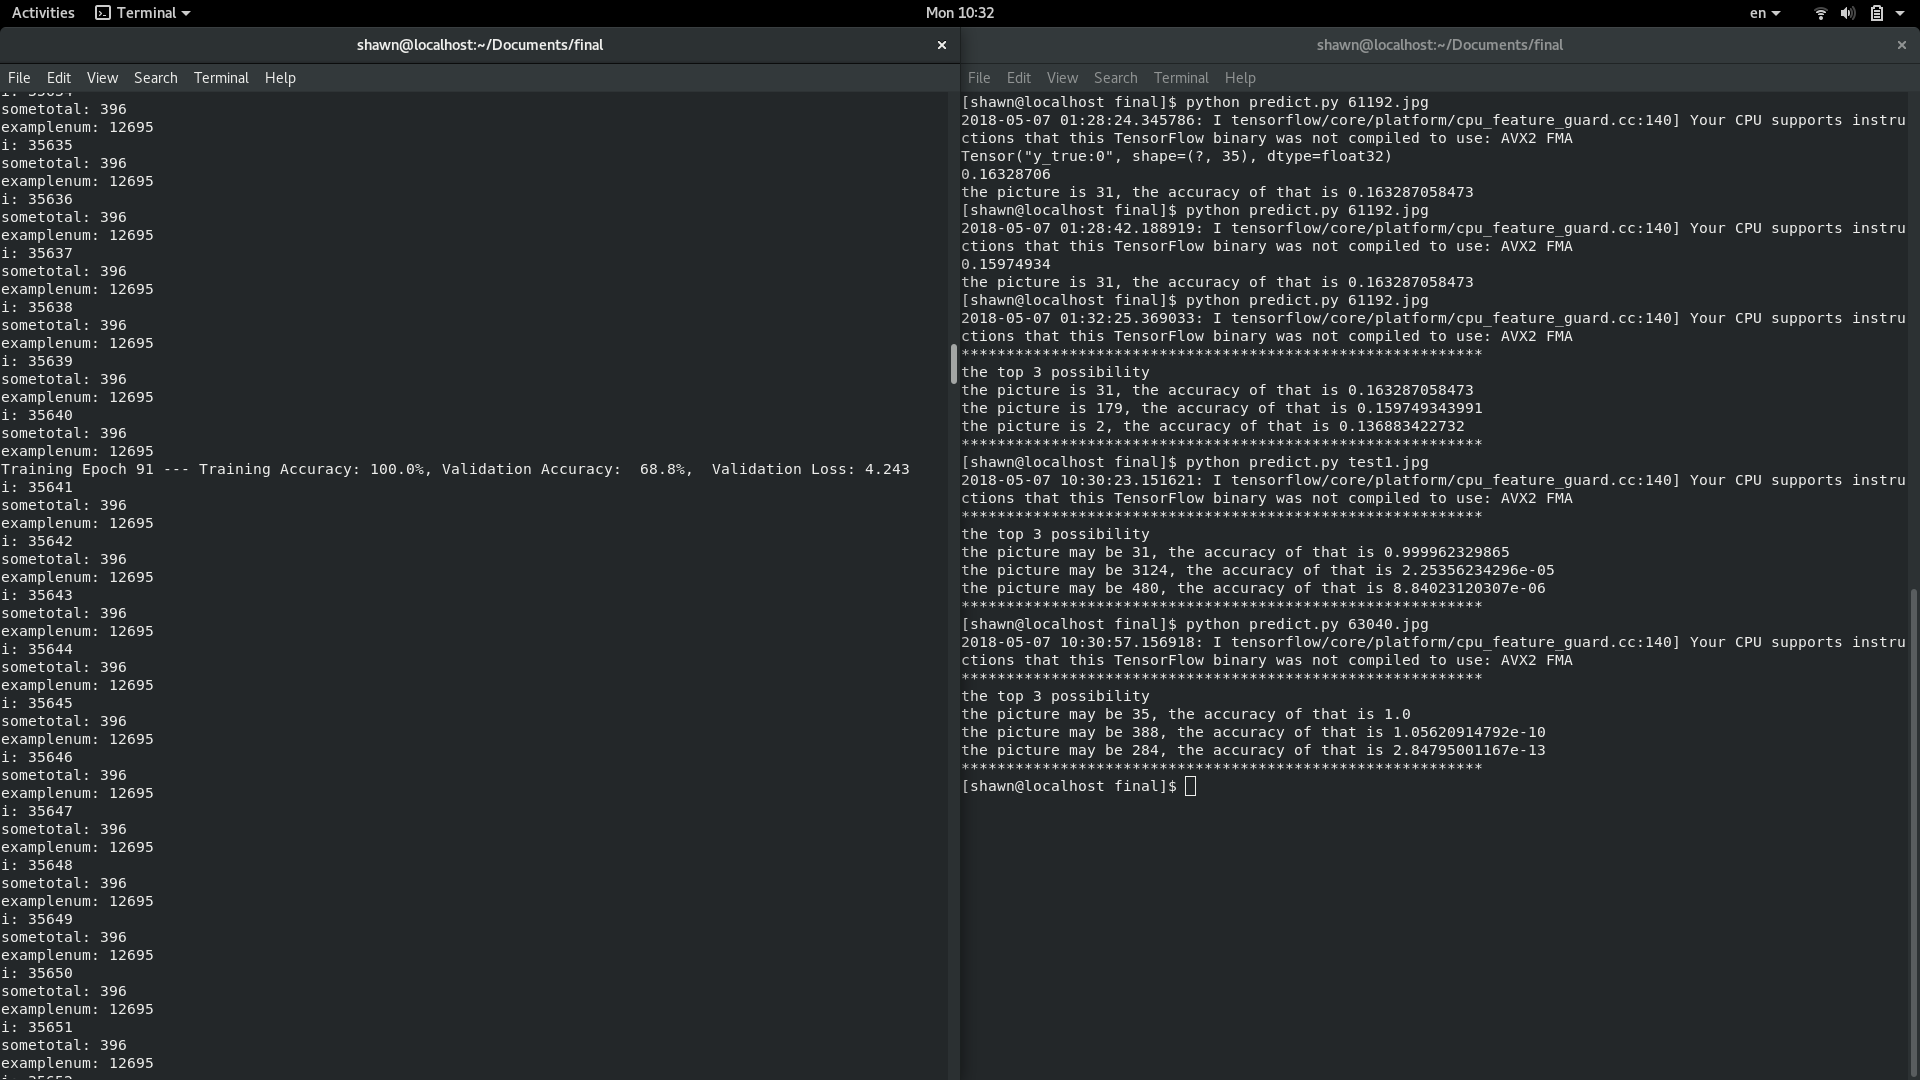 Activities Terminal Mon 10:32 en
shawn@localhost:~/Documents/final
File Edit View Search Terminal Help
sometotal: 396
examplenum: 12695
i: 35635
sometotal: 396
examplenum: 12695
i: 35636
sometotal: 396
examplenum: 12695
i: 35637
sometotal: 396
examplenum: 12695
i: 35638
sometotal: 396
examplenum: 12695
i: 35639
sometotal: 396
examplenum: 12695
i: 35640
sometotal: 396
examplenum: 12695
Training Epoch 91 --- Training Accuracy: 100.0%, Validation Accuracy:  68.8%,  Validation Loss: 4.243
i: 35641
sometotal: 396
examplenum: 12695
i: 35642
sometotal: 396
examplenum: 12695
i: 35643
sometotal: 396
examplenum: 12695
i: 35644
sometotal: 396
examplenum: 12695
i: 35645
sometotal: 396
examplenum: 12695
i: 35646
sometotal: 396
examplenum: 12695
i: 35647
sometotal: 396
examplenum: 12695
i: 35648
sometotal: 396
examplenum: 12695
i: 35649
sometotal: 396
examplenum: 12695
i: 35650
sometotal: 396
examplenum: 12695
i: 35651
sometotal: 396
examplenum: 12695
shawn@localhost:~/Documents/final
File Edit View Search Terminal Help
[shawn@localhost final]$ python predict.py 61192.jpg
2018-05-07 01:28:24.345786: I tensorflow/core/platform/cpu_feature_guard.cc:140] Your CPU supports instru
ctions that this TensorFlow binary was not compiled to use: AVX2 FMA
Tensor("y_true:0", shape=(?, 35), dtype=float32)
0.16328706
the picture is 31, the accuracy of that is 0.163287058473
[shawn@localhost final]$ python predict.py 61192.jpg
2018-05-07 01:28:42.188919: I tensorflow/core/platform/cpu_feature_guard.cc:140] Your CPU supports instru
ctions that this TensorFlow binary was not compiled to use: AVX2 FMA
0.15974934
the picture is 31, the accuracy of that is 0.163287058473
[shawn@localhost final]$ python predict.py 61192.jpg
2018-05-07 01:32:25.369033: I tensorflow/core/platform/cpu_feature_guard.cc:140] Your CPU supports instru
ctions that this TensorFlow binary was not compiled to use: AVX2 FMA
**********************************************************
the top 3 possibility
the picture is 31, the accuracy of that is 0.163287058473
the picture is 179, the accuracy of that is 0.159749343991
the picture is 2, the accuracy of that is 0.136883422732
**********************************************************
[shawn@localhost final]$ python predict.py test1.jpg
2018-05-07 10:30:23.151621: I tensorflow/core/platform/cpu_feature_guard.cc:140] Your CPU supports instru
ctions that this TensorFlow binary was not compiled to use: AVX2 FMA
**********************************************************
the top 3 possibility
the picture may be 31, the accuracy of that is 0.999962329865
the picture may be 3124, the accuracy of that is 2.25356234296e-05
the picture may be 480, the accuracy of that is 8.84023120307e-06
**********************************************************
[shawn@localhost final]$ python predict.py 63040.jpg
2018-05-07 10:30:57.156918: I tensorflow/core/platform/cpu_feature_guard.cc:140] Your CPU supports instru
ctions that this TensorFlow binary was not compiled to use: AVX2 FMA
**********************************************************
the top 3 possibility
the picture may be 35, the accuracy of that is 1.0
the picture may be 388, the accuracy of that is 1.05620914792e-10
the picture may be 284, the accuracy of that is 2.84795001167e-13
**********************************************************
[shawn@localhost final]$